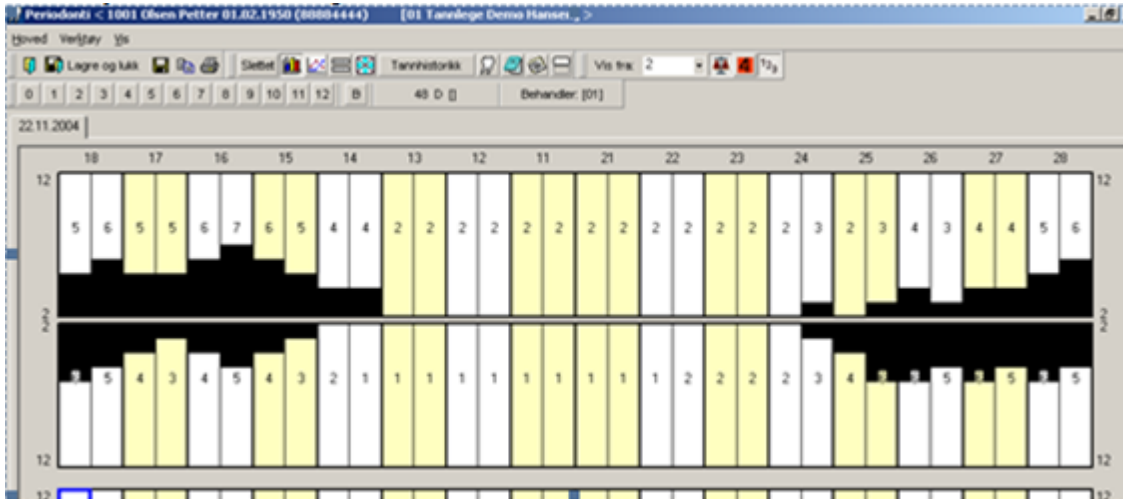 Periodonti < 1001 Olsen Petter 01.02.1950 (80804444) [01 Tannlege Demo Hansen, , >
Hoved Verktøy Vis
Lagre og lukk Slettet Tannhistorikk Vis fra: 2
0 1 2 3 4 5 6 7 8 9 10 11 12 B 48 D [] Behandler: [01]
22.11.2004
18 17 16 15 14 13 12 11 21 22 23 24 25 26 27 28
12 12
5 6 5 5 6 7 6 5 4 4 2 2 2 2 2 2 2 2 2 2 2 2 2 3 2 3 4 3 4 4 5 6
2 2
2 2
5 4 3 4 5 4 3 2 1 1 1 1 1 1 1 1 1 1 2 2 2 2 3 4 5 5 5
12 12
12 12